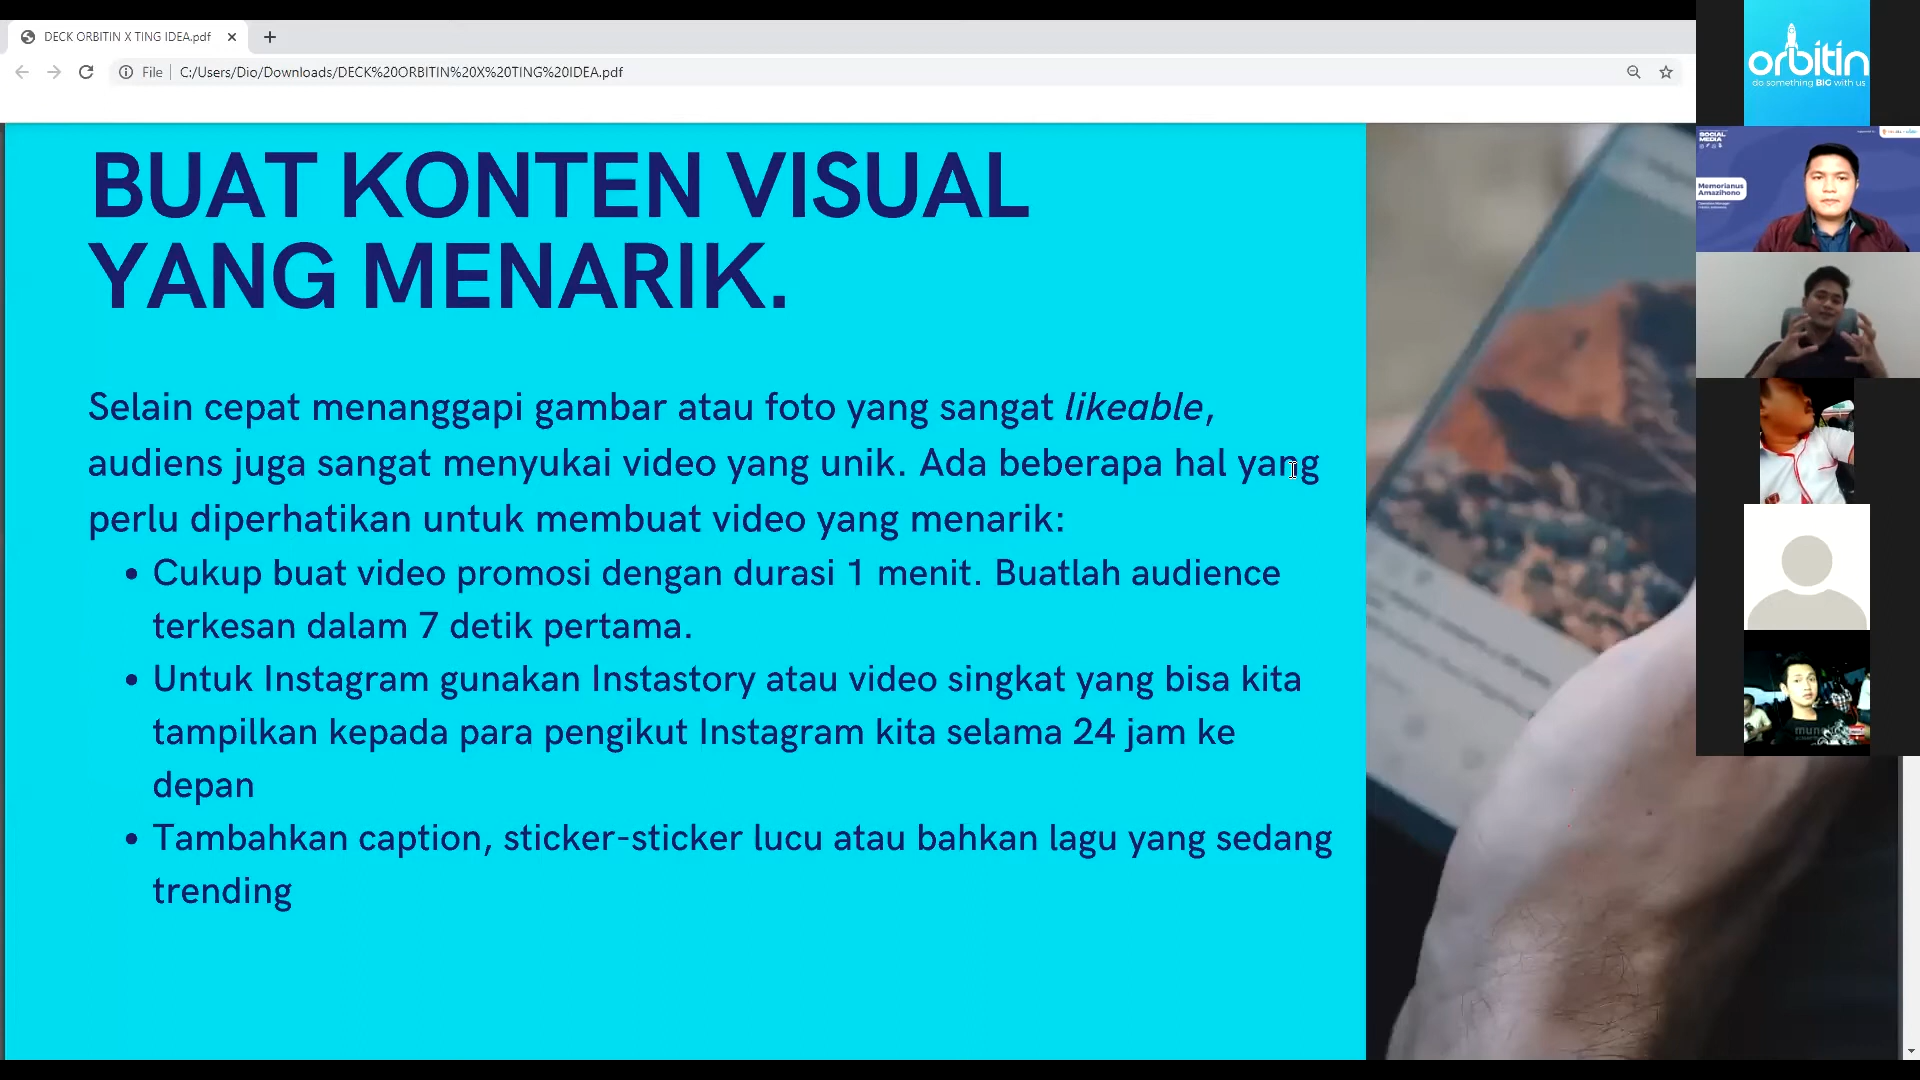 DECK ORBITIN X TING IDEA.pdf
File
C:/Users/Dio/Downloads/DECK%20ORBITIN%20X%20TING%20IDEA.pdf
BUAT KONTEN VISUAL
YANG MENARIK.
Selain cepat menanggapi gambar atau foto yang sangat likeable,
audiens juga sangat menyukai video yang unik. Ada beberapa hal yang
perlu diperhatikan untuk membuat video yang menarik:
• Cukup buat video promosi dengan durasi 1 menit. Buatlah audience
terkesan dalam 7 detik pertama.
• Untuk Instagram gunakan Instastory atau video singkat yang bisa kita
tampilkan kepada para pengikut Instagram kita selama 24 jam ke
depan
• Tambahkan caption, sticker-sticker lucu atau bahkan lagu yang sedang
trending
orbitin
do something BIG with us
SOCIAL
MEDIA
Memorianus
Amazihono